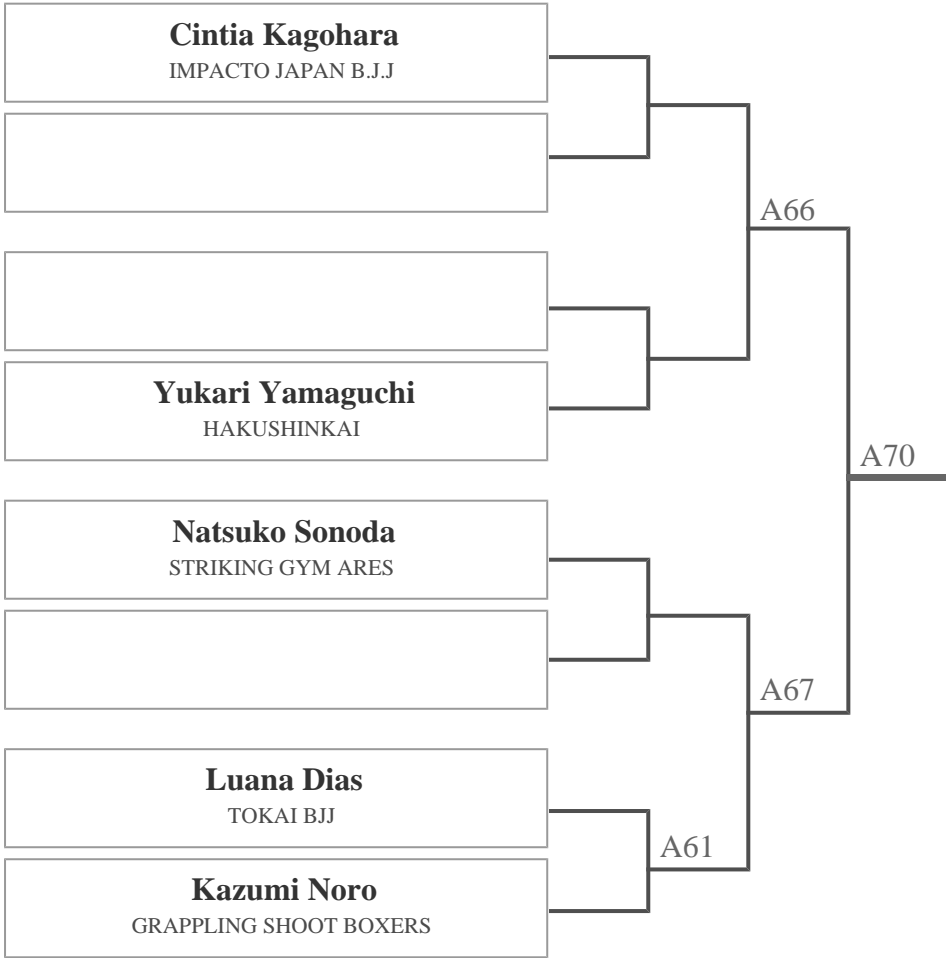 Cintia Kagohara
IMPACTO JAPAN B.J.J
A66
Yukari Yamaguchi
HAKUSHINKAI
A70
Natsuko Sonoda
STRIKING GYM ARES
A67
Luana Dias
TOKAI BJJ
A61
Kazumi Noro
GRAPPLING SHOOT BOXERS